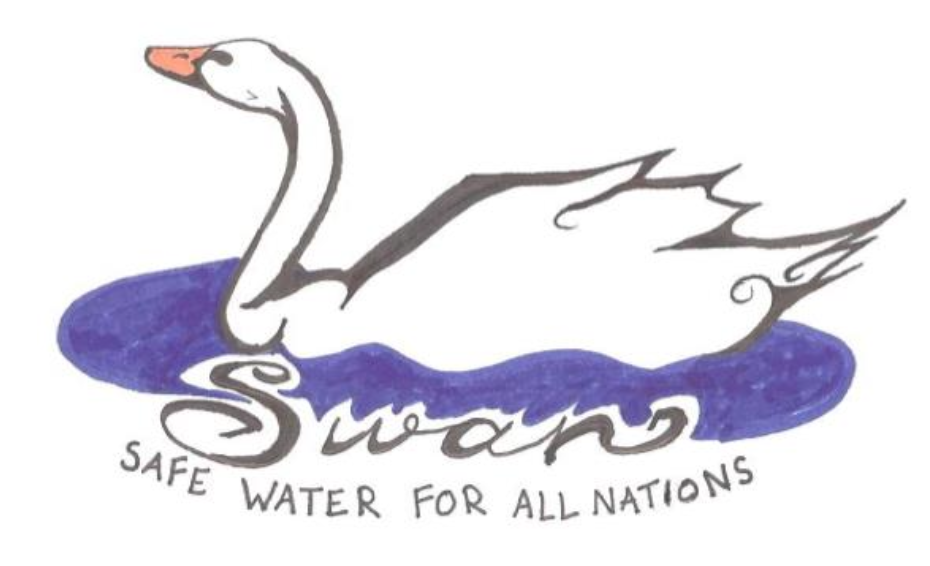 Swan
SAFE WATER FOR ALL NATIONS